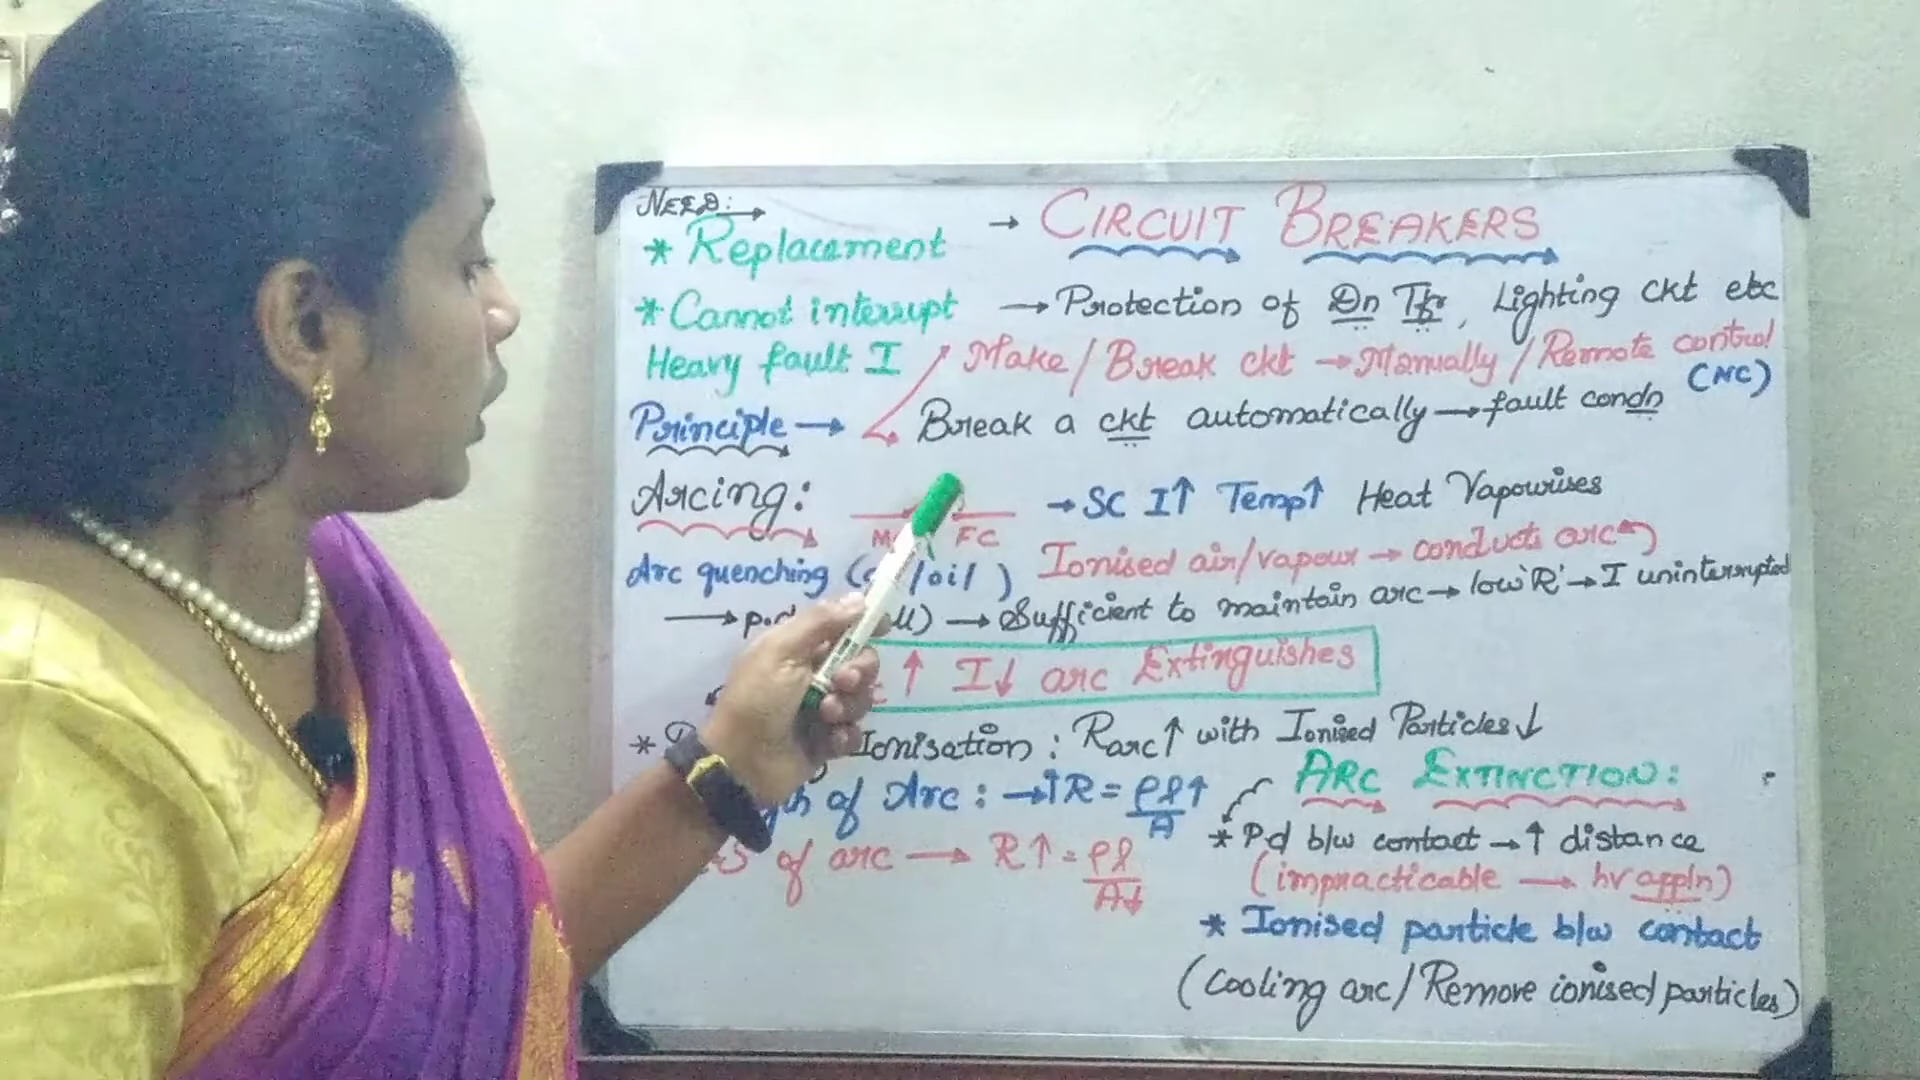 NEED: →
→ CIRCUIT BREAKERS
* Replacement
* Cannot interrupt
Heavy fault I
→ Protection of Dn Tfr, Lighting ckt etc
Make / Break ckt → Manually / Remote control
(NC)
Principle →
Break a ckt automatically → fault condn
Arcing:
M FC
→ SC I↑ Temp↑ Heat Vapourises
Arc quenching ( /oil)
Ionised air/vapour → conducts arc
→ p.d → Sufficient to maintain arc → low 'R' → I uninterrupted
↑ I↓ arc Extinguishes
* Ionisation: Rarc↑ with Ionised Particles↓
of Arc: → ↑R = ρl↑
A
of arc → R↑ = ρl
A↓
ARC EXTINCTION:
* Pd b/w contact → ↑ distance
(impracticable → hv appln)
* Ionised particle b/w contact
(Cooling arc / Remove ionised particles)